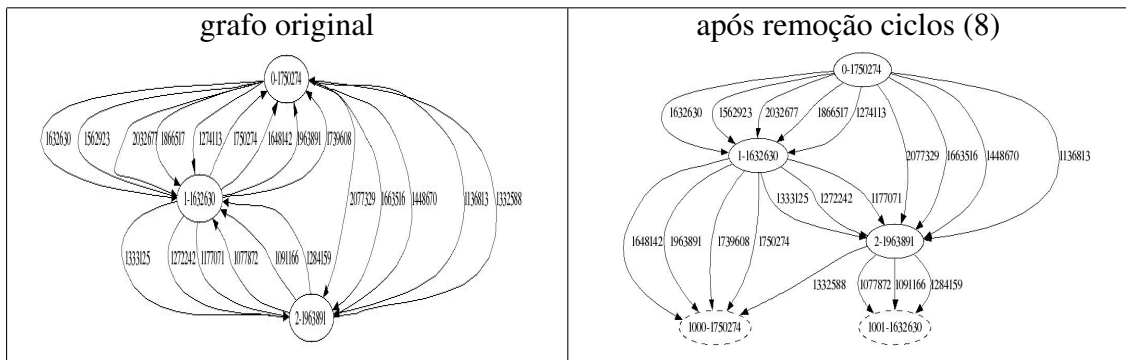 grafo original
0-1750274
1632630 1562923 2032677 1866517 1274113 1750274 1648142 1963891 1739608
1-1632630
2077329 1663516 1448670 1136813 1332588
1333125 1272242 1177071 1077872 1091166 1284159
2-1963891
após remoção ciclos (8)
0-1750274
1632630 1562923 2032677 1866517 1274113
1-1632630
2077329 1663516 1448670 1136813
1333125 1272242 1177071
1648142 1963891 1739608 1750274
2-1963891
1332588 1077872 1091166 1284159
1000-1750274 1001-1632630